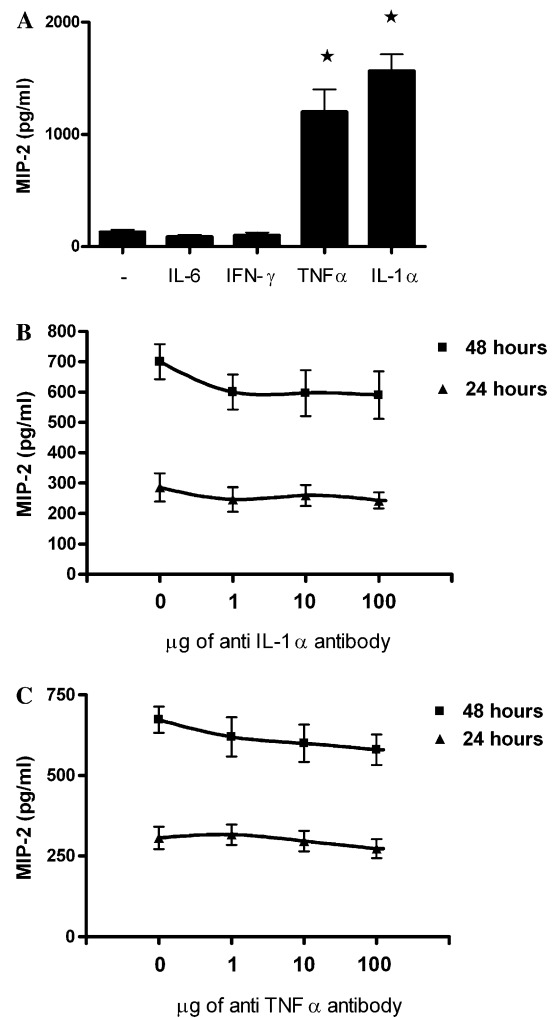 A
MIP-2 (pg/ml)
2000
1000
0
- IL-6 IFN-γ TNFα IL-1α
B
MIP-2 (pg/ml)
800
700
600
500
400
300
200
100
0
0 1 10 100
μg of anti IL-1α antibody
48 hours
24 hours
C
MIP-2 (pg/ml)
750
500
250
0
0 1 10 100
μg of anti TNF α antibody
48 hours
24 hours